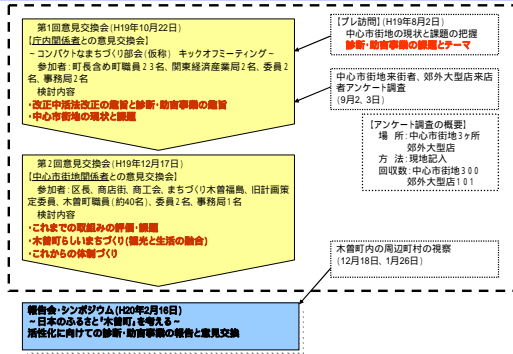 第1回意見交換会(H19年10月22日)
【庁内関係者との意見交換会】
－コンパクトなまちづくり部会(仮称) キックオフミーティング－
参加者:町長含め町職員23名、関東経済産業局2名、委員2
名、事務局2名
検討内容
・改正中活法改正の趣旨と診断・助言事業の趣旨
・中心市街地の現状と課題
【プレ訪問】(H19年8月2日)
中心市街地の現状と課題の把握
診断・助言事業の課題とテーマ
中心市街地来街者、郊外大型店来店
者アンケート調査
(9月2、3日)
【アンケート調査の概要】
場 所:中心市街地3ヶ所
郊外大型店
方 法:現地記入
回収数:中心市街地300
郊外大型店101
第2回意見交換会(H19年12月17日)
【中心市街地関係者との意見交換会】
参加者:区長、商店街、商工会、まちづくり木曽福島、旧計画策
定委員、木曽町職員(約40名)、委員2名、事務局1名
検討内容
・これまでの取組みの評価・課題
・木曽町らしいまちづくり(観光と生活の融合)
・これからの体制づくり
木曽町内の周辺町村の視察
(12月18日、1月26日)
報告会・シンポジウム(H20年2月16日)
～日本のふるさと「木曽町」を考える～
活性化に向けての診断・助言事業の報告と意見交換